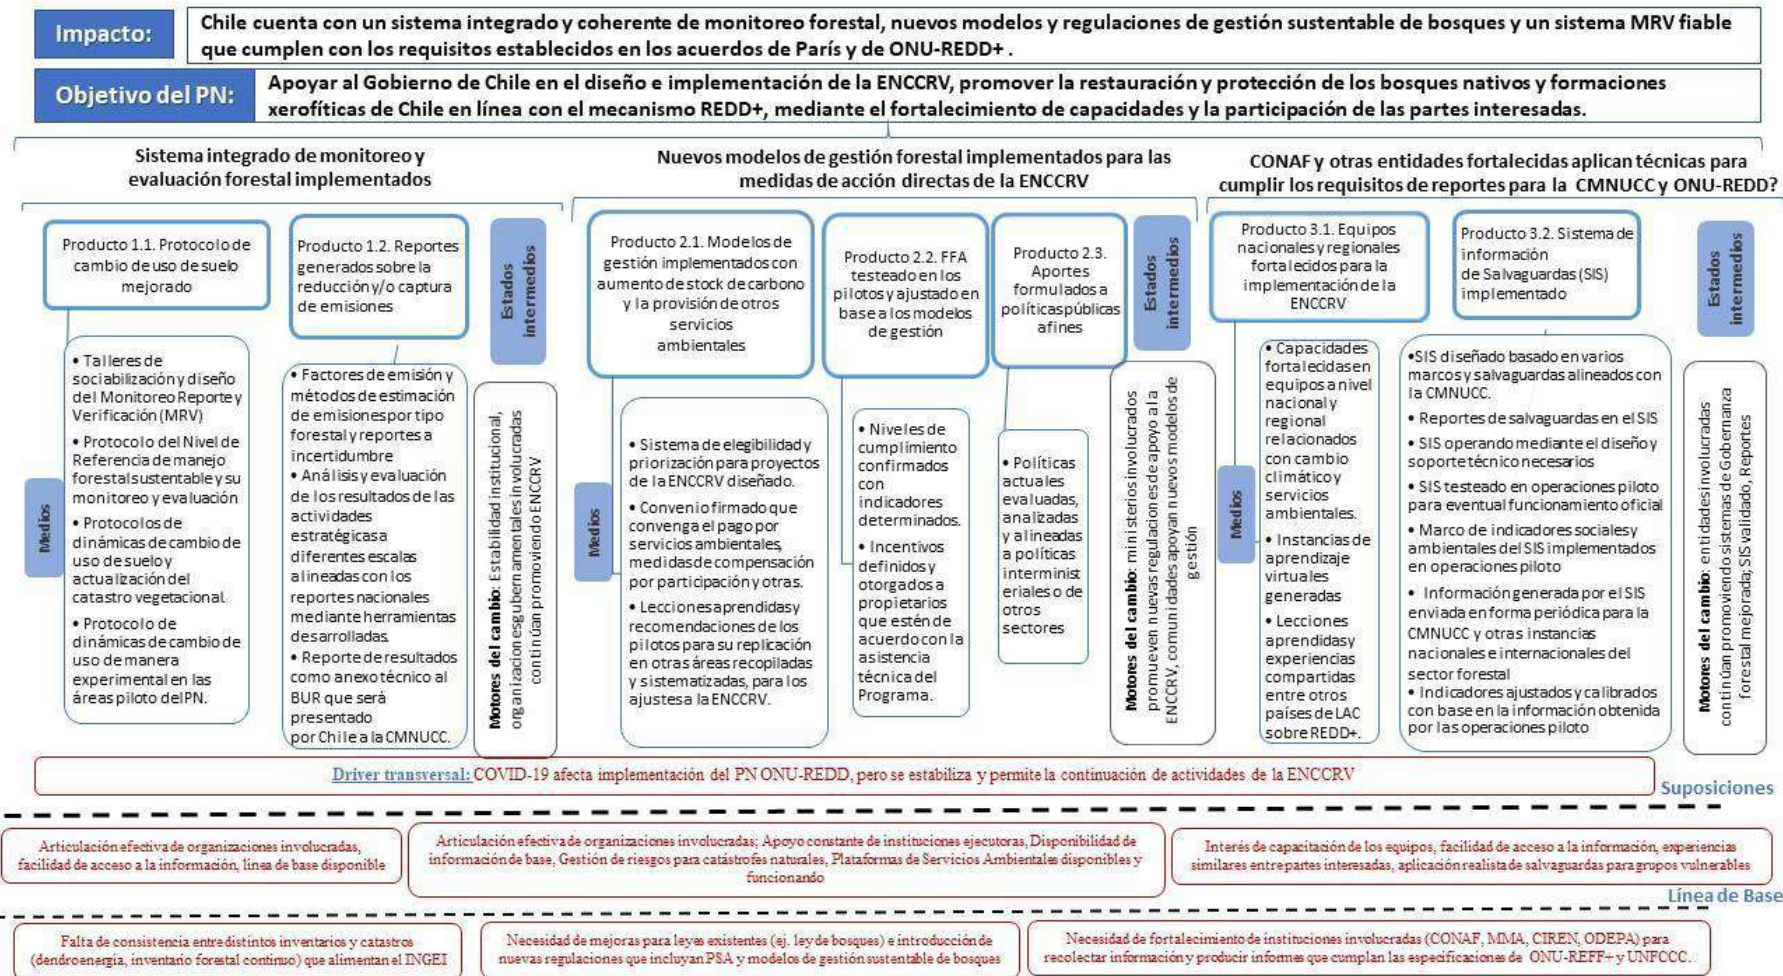 Impacto:
Chile cuenta con un sistema integrado y coherente de monitoreo forestal, nuevos modelos y regulaciones de gestión sustentable de bosques y un sistema MRV fiable
que cumplen con los requisitos establecidos en los acuerdos de París y de ONU-REDD+ .
Objetivo del PN:
Apoyar al Gobierno de Chile en el diseño e implementación de la ENCCRV, promover la restauración y protección de los bosques nativos y formaciones
xerofíticas de Chile en línea con el mecanismo REDD+, mediante el fortalecimiento de capacidades y la participación de las partes interesadas.
Sistema integrado de monitoreo y
evaluación forestal implementados
Producto 1.1. Protocolo de
cambio de uso de suelo
mejorado
Producto 1.2. Reportes
generados sobre la
reducción y/o captura
de emisiones
Estados
intermedios
Medios
• Talleres de
sociabilización y diseño
del Monitoreo Reporte y
Verificación (MRV)
• Protocolo del Nivel de
Referencia de manejo
forestal sustentable y su
monitoreo y evaluación
• Protocolos de
dinámicas de cambio de
uso de suelo y
actualización del
catastro vegetacional.
• Protocolo de
dinámicas de cambio de
uso de manera
experimental en las
áreas piloto del PN.
• Factores de emisión y
métodos de estimación
de emisiones por tipo
forestal y reportes a
incertidumbre
• Análisis y evaluación
de los resultados de las
actividades
estratégicas a
diferentes escalas
alineadas con los
reportes nacionales
mediante herramientas
desarrolladas.
• Reporte de resultados
como anexo técnico al
BUR que será
presentado
por Chile a la CMNUCC.
Motores del cambio: Estabilidad institucional,
organizaciones gubernamentales involucradas
continúan promoviendo ENCCRV
Nuevos modelos de gestión forestal implementados para las
medidas de acción directas de la ENCCRV
Producto 2.1. Modelos de
gestión implementados con
aumento de stock de carbono
y la provisión de otros
servicios
ambientales
Producto 2.2. FFA
testeado en los
pilotos y ajustado en
base a los modelos
de gestión
Producto 2.3.
Aportes
formulados a
políticas públicas
afines
Estados
intermedios
Medios
• Sistema de elegibilidad y
priorización para proyectos
de la ENCCRV diseñado.
• Convenio firmado que
convenga el pago por
servicios ambientales,
medidas de compensación
por participación y otras.
• Lecciones aprendidas y
recomendaciones de los
pilotos para su replicación
en otras áreas recopiladas
y sistematizadas, para los
ajustes a la ENCCRV.
• Niveles de
cumplimiento
confirmados
con
indicadores
determinados.
• Incentivos
definidos y
otorgados a
propietarios
que estén de
acuerdo con la
asistencia
técnica del
Programa.
• Políticas
actuales
evaluadas,
analizadas
y alineadas
a políticas
interminist
eriales o de
otros
sectores
Motores del cambio: ministerios involucrados
promueven nuevas regulaciones de apoyo a la
ENCCRV, comunidades apoyan nuevos modelos de
gestión
CONAF y otras entidades fortalecidas aplican técnicas para
cumplir los requisitos de reportes para la CMNUCC y ONU-REDD?
Producto 3.1. Equipos
nacionales y regionales
fortalecidos para la
implementación de la
ENCCRV
Producto 3.2. Sistema de
información
de Salvaguardas (SIS)
implementado
Estados
intermedios
Medios
• Capacidades
fortalecidas en
equipos a nivel
nacional y
regional
relacionados
con cambio
climático y
servicios
ambientales.
• Instancias de
aprendizaje
virtuales
generadas
• Lecciones
aprendidas y
experiencias
compartidas
entre otros
países de LAC
sobre REDD+.
•SIS diseñado basado en varios
marcos y salvaguardas alineados con
la CMNUCC.
• Reportes de salvaguardas en el SIS
• SIS operando mediante el diseño y
soporte técnico necesarios
• SIS testeado en operaciones piloto
para eventual funcionamiento oficial
• Marco de indicadores sociales y
ambientales del SIS implementados
en operaciones piloto
• Información generada por el SIS
enviada en forma periódica para la
CMNUCC y otras instancias
nacionales e internacionales del
sector forestal
• Indicadores ajustados y calibrados
con base en la información obtenida
por las operaciones piloto
Motores del cambio: entidades involucradas
continúan promoviendo sistemas de Gobernanza
forestal mejorada; SIS validado, Reportes
Driver transversal: COVID-19 afecta implementación del PN ONU-REDD, pero se estabiliza y permite la continuación de actividades de la ENCCRV
Suposiciones
Articulación efectiva de organizaciones involucradas,
facilidad de acceso a la información, línea de base disponible
Articulación efectiva de organizaciones involucradas; Apoyo constante de instituciones ejecutoras, Disponibilidad de
información de base, Gestión de riesgos para catástrofes naturales, Plataformas de Servicios Ambientales disponibles y
funcionando
Interés de capacitación de los equipos, facilidad de acceso a la información, experiencias
similares entre partes interesadas, aplicación realista de salvaguardas para grupos vulnerables
Línea de Base
Falta de consistencia entre distintos inventarios y catastros
(dendroenergía, inventario forestal continuo) que alimentan el INGEI
Necesidad de mejoras para leyes existentes (ej. ley de bosques) e introducción de
nuevas regulaciones que incluyan PSA y modelos de gestión sustentable de bosques
Necesidad de fortalecimiento de instituciones involucradas (CONAF, MMA, CIREN, ODEPA) para
recolectar información y producir informes que cumplan las especificaciones de ONU-REFF+ y UNFCCC.